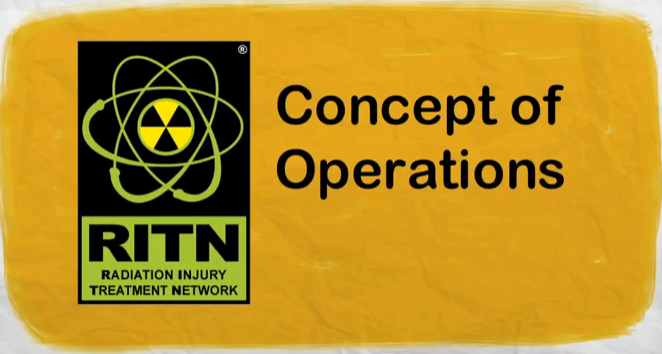 ®
Concept of
Operations
RITN
RADIATION INJURY
TREATMENT NETWORK